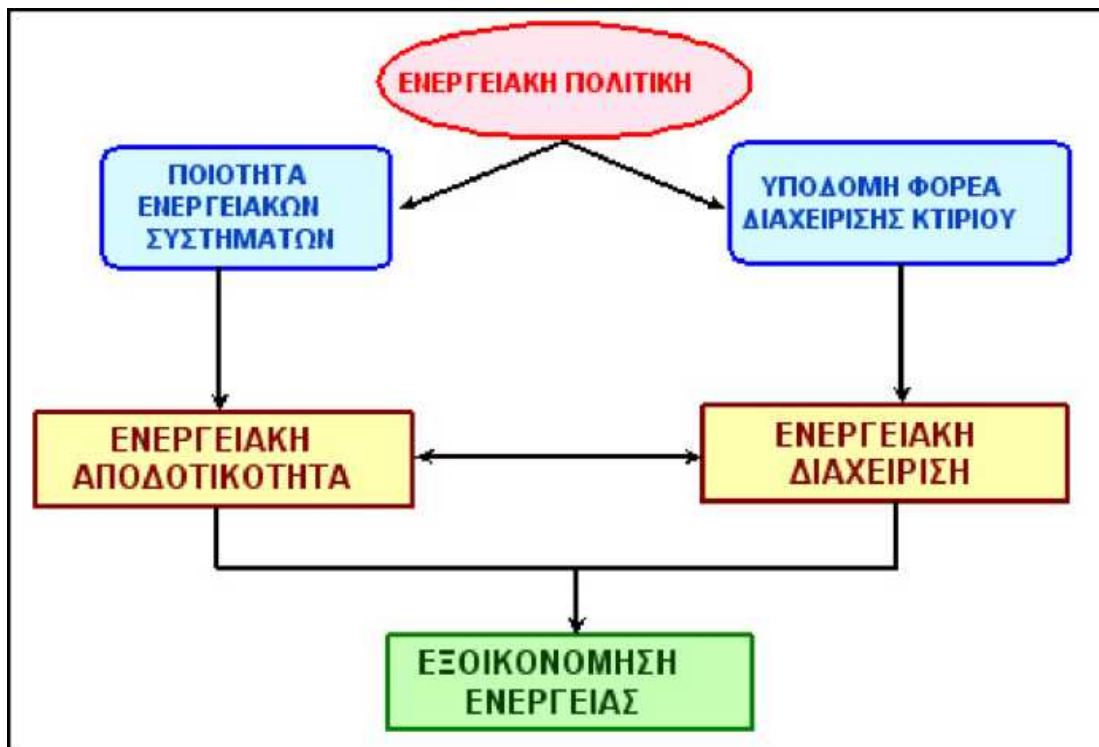 ΕΝΕΡΓΕΙΑΚΗ ΠΟΛΙΤΙΚΗ
ΠΟΙΟΤΗΤΑ
ΕΝΕΡΓΕΙΑΚΩΝ
ΣΥΣΤΗΜΑΤΩΝ
ΥΠΟΔΟΜΗ ΦΟΡΕΑ
ΔΙΑΧΕΙΡΙΣΗΣ ΚΤΙΡΙΟΥ
ΕΝΕΡΓΕΙΑΚΗ
ΑΠΟΔΟΤΙΚΟΤΗΤΑ
ΕΝΕΡΓΕΙΑΚΗ
ΔΙΑΧΕΙΡΙΣΗ
ΕΞΟΙΚΟΝΟΜΗΣΗ
ΕΝΕΡΓΕΙΑΣ